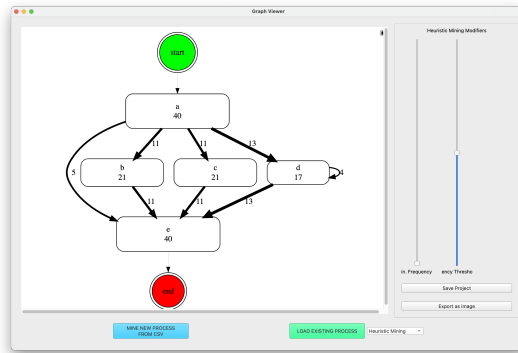 Graph Viewer
Heuristic Mining Modifiers
start
a
40
11
11
13
5
b
21
c
21
d
17
4
11
11
13
e
40
end
in. Frequency
ency Thresho
Save Project
Export as image
MINE NEW PROCESS
FROM CSV
LOAD EXISTING PROCESS
Heuristic Mining